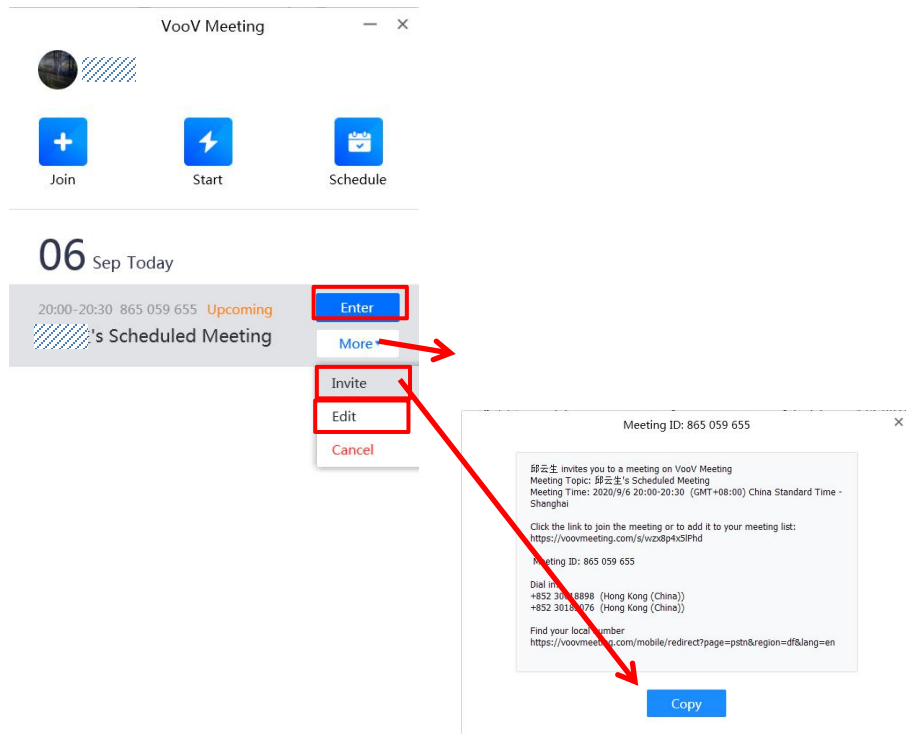 VooV Meeting
Join
Start
Schedule
06 Sep Today
20:00-20:30 865 059 655 Upcoming
Enter
's Scheduled Meeting
More
Invite
Edit
Cancel
Meeting ID: 865 059 655
邱云生 invites you to a meeting on VooV Meeting
Meeting Topic: 邱云生's Scheduled Meeting
Meeting Time: 2020/9/6 20:00-20:30 (GMT+08:00) China Standard Time -
Shanghai
Click the link to join the meeting or to add it to your meeting list:
https://voovmeeting.com/s/wzx8p4x5lPhd
Meeting ID: 865 059 655
Dial in:
+852 30018898 (Hong Kong (China))
+852 (Hong Kong (China))
Find your local number
https://voovmeeting.com/mobile/redirect?page=pstn&region=df&lang=en
Copy